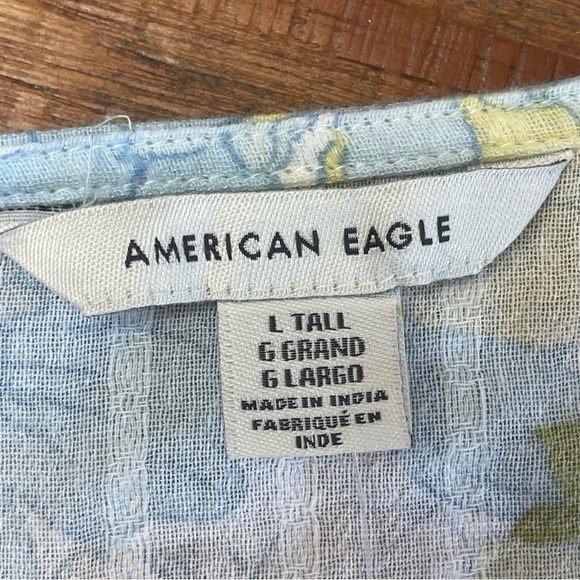 AMERICAN EAGLE
L TALL
G GRAND
G LARGO
MADE IN INDIA
FABRIQUÉ EN
INDE